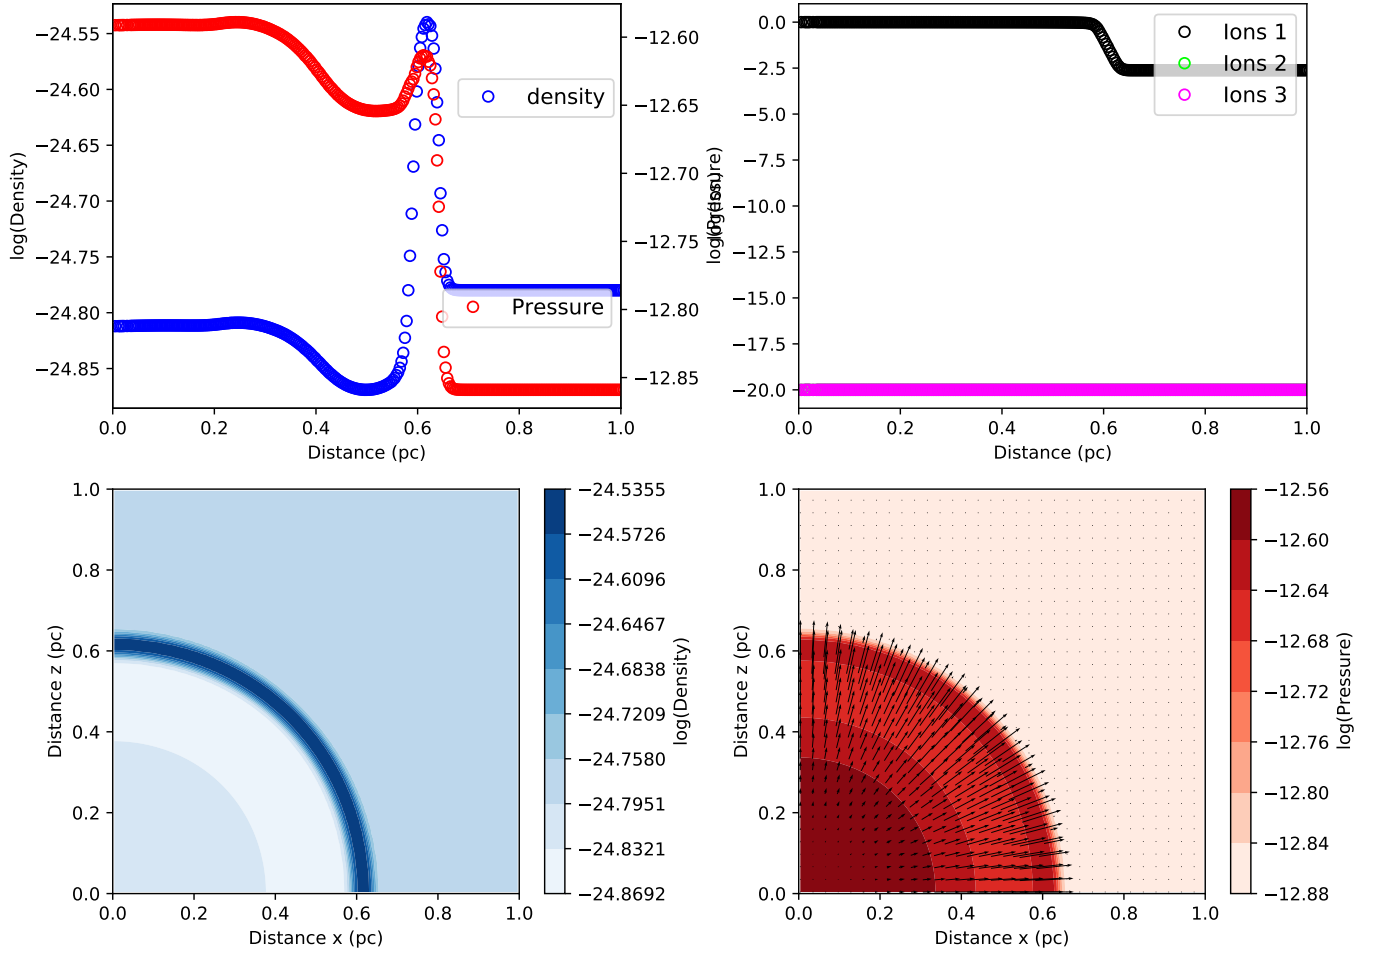 −24.55
−24.60
−24.65
−24.70
−24.75
−24.80
−24.85
log(Density)
0.0 0.2 0.4 0.6 0.8 1.0
Distance (pc)
density
Pressure
−12.60
−12.65
−12.70
−12.75
−12.80
−12.85
log(Pressure)
0.0
−2.5
−5.0
−7.5
−10.0
−12.5
−15.0
−17.5
−20.0
0.0 0.2 0.4 0.6 0.8 1.0
Distance (pc)
Ions 1
Ions 2
Ions 3
1.0
0.8
0.6
0.4
0.2
0.0
Distance z (pc)
0.0 0.2 0.4 0.6 0.8 1.0
Distance x (pc)
−24.5355
−24.5726
−24.6096
−24.6467
−24.6838
−24.7209
−24.7580
−24.7951
−24.8321
−24.8692
log(Density)
1.0
0.8
0.6
0.4
0.2
0.0
Distance z (pc)
0.0 0.2 0.4 0.6 0.8 1.0
Distance x (pc)
−12.56
−12.60
−12.64
−12.68
−12.72
−12.76
−12.80
−12.84
−12.88
log(Pressure)